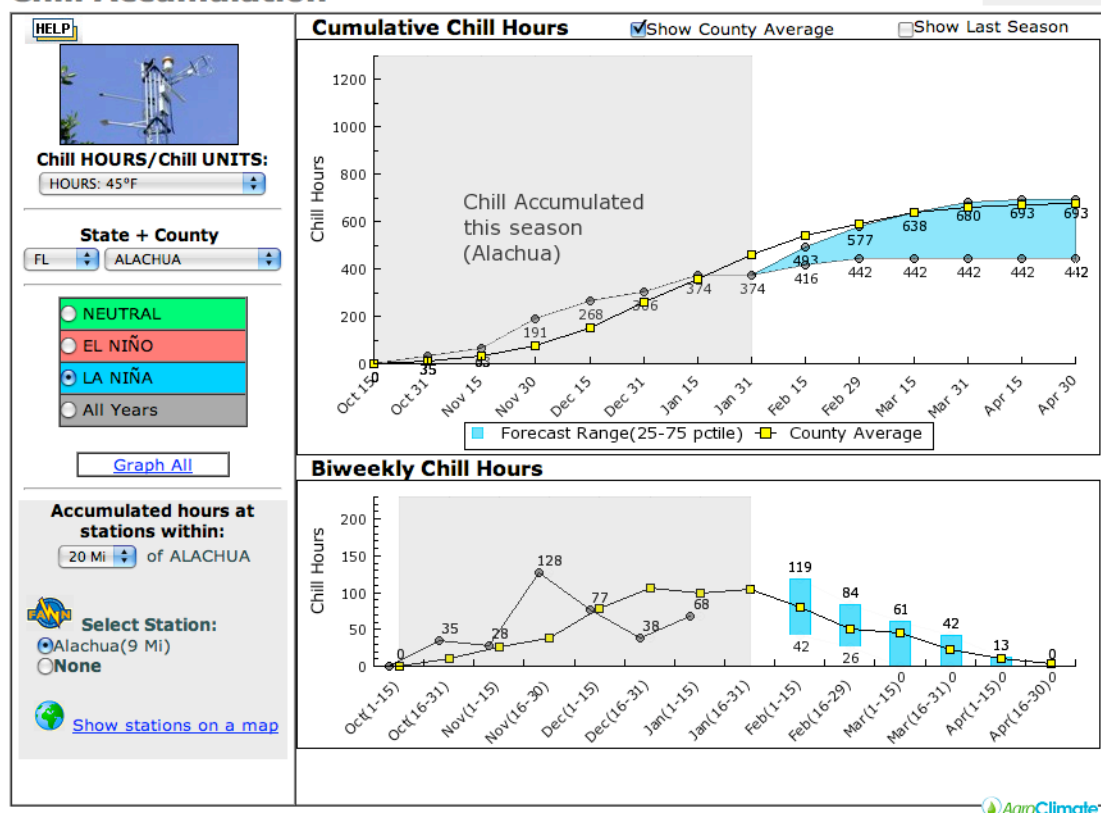 Chill Accumulation
HELP
Chill HOURS/Chill UNITS:
HOURS: 45°F
State + County
FL
ALACHUA
NEUTRAL
EL NIÑO
LA NIÑA
All Years
Graph All
Accumulated hours at
stations within:
20 Mi of ALACHUA
FAWN
Select Station:
Alachua(9 Mi)
None
Show stations on a map
Cumulative Chill Hours
Show County Average
Show Last Season
Chill Hours
1200
1000
800
600
400
200
0
Chill Accumulated
this season
(Alachua)
0
35
63
191
268
306
374
374
493
577
638
680
693
693
416
442
442
442
442
442
Oct 15
Oct 31
Nov 15
Nov 30
Dec 15
Dec 31
Jan 15
Jan 31
Feb 15
Feb 29
Mar 15
Mar 31
Apr 15
Apr 30
Forecast Range(25-75 pctile)
County Average
Biweekly Chill Hours
Chill Hours
200
150
100
50
0
0
35
28
128
77
38
68
119
84
61
42
13
0
42
26
0
0
0
0
Oct(1-15)
Oct(16-31)
Nov(1-15)
Nov(16-30)
Dec(1-15)
Dec(16-31)
Jan(1-15)
Jan(16-31)
Feb(1-15)
Feb(16-29)
Mar(1-15)
Mar(16-31)
Apr(1-15)
Apr(16-30)
AgroClimate